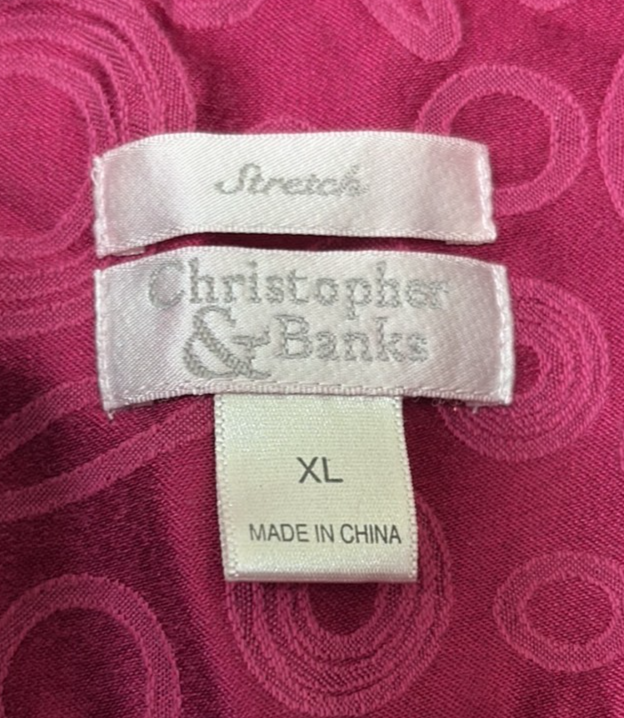 Stretch
Christopher
& Banks
XL
MADE IN CHINA